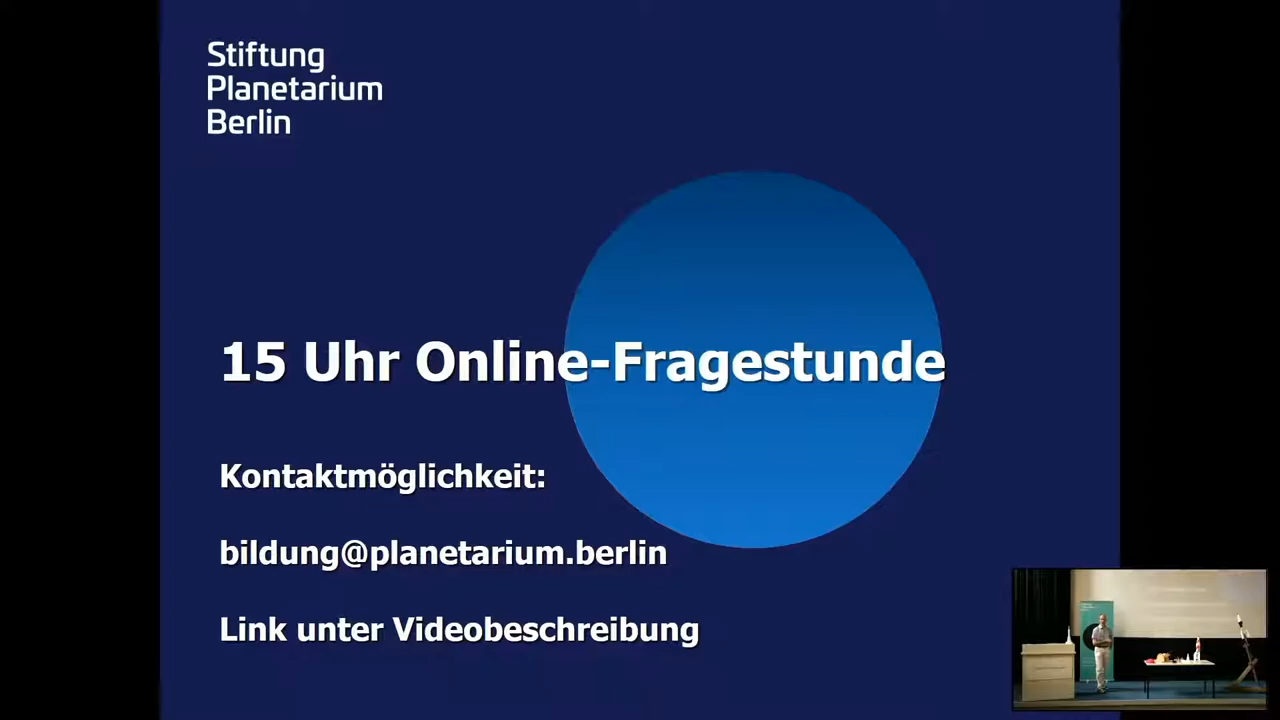 Stiftung
Planetarium
Berlin
15 Uhr Online-Fragestunde
Kontaktmöglichkeit:
bildung@planetarium.berlin
Link unter Videobeschreibung